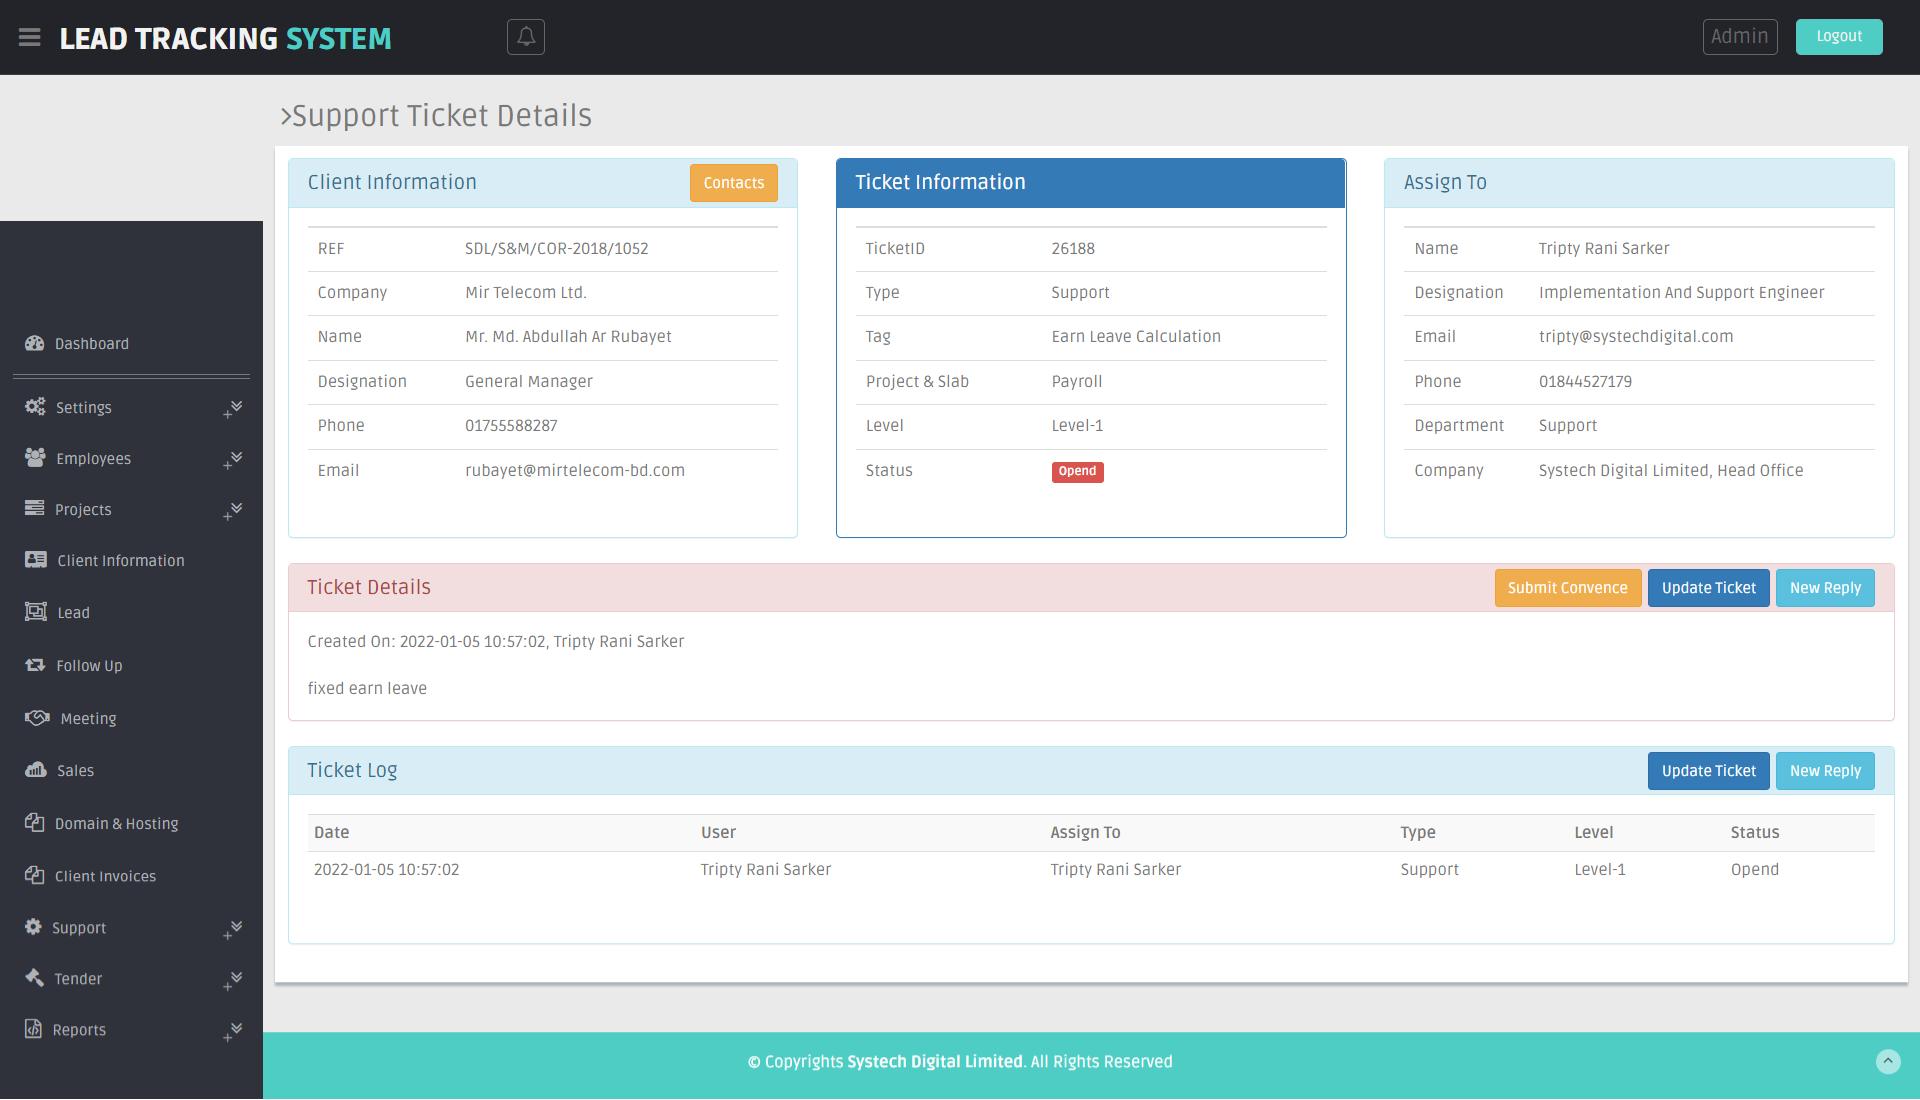 LEAD TRACKING SYSTEM
Admin
Logout
>Support Ticket Details
Dashboard
Settings
Employees
Projects
Client Information
Lead
Follow Up
Meeting
Sales
Domain & Hosting
Client Invoices
Support
Tender
Reports
Client Information
Contacts
REF SDL/S&M/COR-2018/1052
Company Mir Telecom Ltd.
Name Mr. Md. Abdullah Ar Rubayet
Designation General Manager
Phone 01755588287
Email rubayet@mirtelecom-bd.com
Ticket Information
TicketID 26188
Type Support
Tag Earn Leave Calculation
Project & Slab Payroll
Level Level-1
Status Opend
Assign To
Name Tripty Rani Sarker
Designation Implementation And Support Engineer
Email tripty@systechdigital.com
Phone 01844527179
Department Support
Company Systech Digital Limited, Head Office
Ticket Details
Submit Convence Update Ticket New Reply
Created On: 2022-01-05 10:57:02, Tripty Rani Sarker
fixed earn leave
Ticket Log
Update Ticket New Reply
Date User Assign To Type Level Status
2022-01-05 10:57:02 Tripty Rani Sarker Tripty Rani Sarker Support Level-1 Opend
© Copyrights Systech Digital Limited. All Rights Reserved